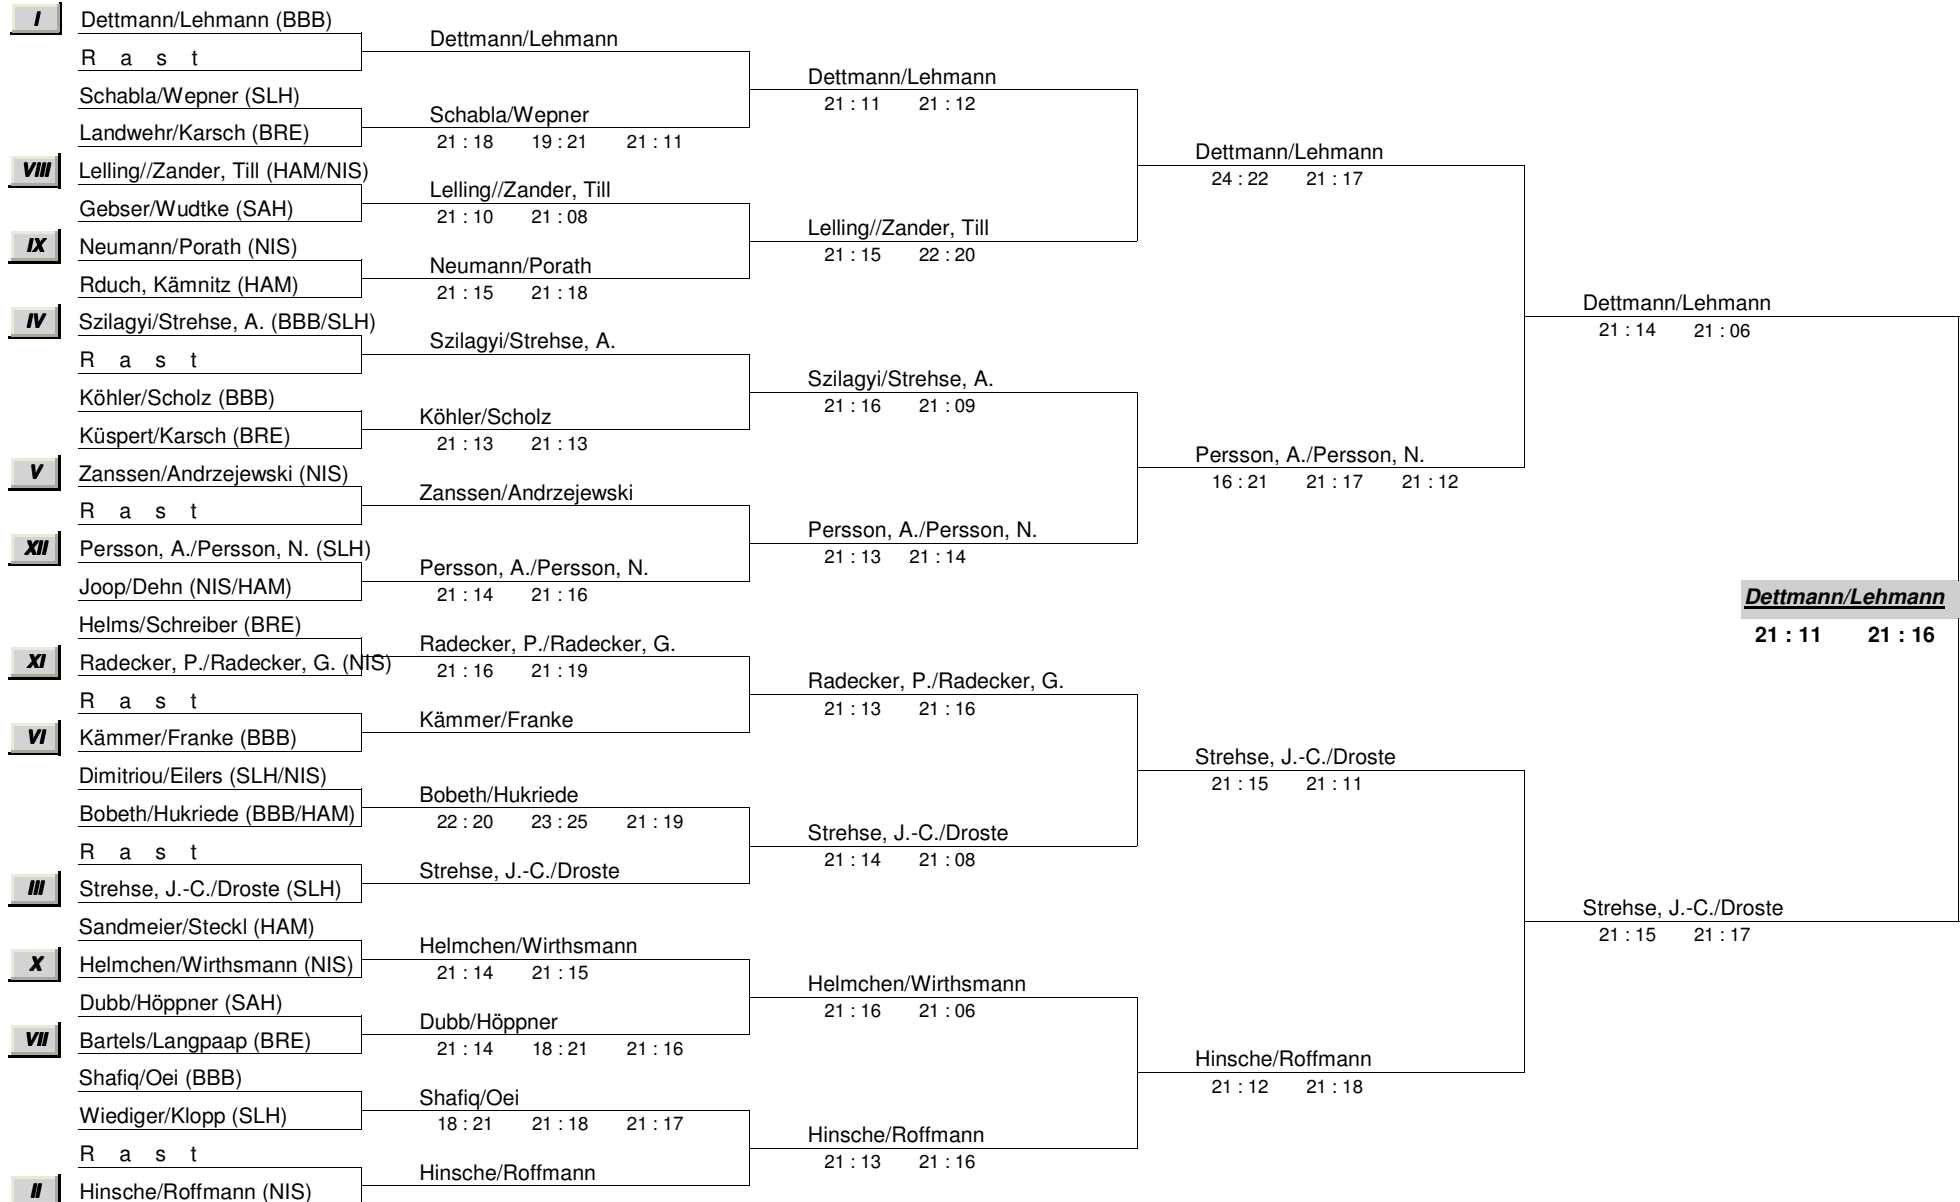 I Dettmann/Lehmann (BBB)
R a s t
Dettmann/Lehmann
Schabla/Wepner (SLH)
Landwehr/Karsch (BRE)
Schabla/Wepner
21 : 18 19 : 21 21 : 11
Dettmann/Lehmann
21 : 11 21 : 12
VIII Lelling//Zander, Till (HAM/NIS)
Gebser/Wudtke (SAH)
Lelling//Zander, Till
21 : 10 21 : 08
IX Neumann/Porath (NIS)
Rduch, Kämnitz (HAM)
Neumann/Porath
21 : 15 21 : 18
Lelling//Zander, Till
21 : 15 22 : 20
Dettmann/Lehmann
24 : 22 21 : 17
IV Szilagyi/Strehse, A. (BBB/SLH)
R a s t
Szilagyi/Strehse, A.
Köhler/Scholz (BBB)
Küspert/Karsch (BRE)
Köhler/Scholz
21 : 13 21 : 13
Szilagyi/Strehse, A.
21 : 16 21 : 09
V Zanssen/Andrzejewski (NIS)
R a s t
Zanssen/Andrzejewski
XII Persson, A./Persson, N. (SLH)
Joop/Dehn (NIS/HAM)
Persson, A./Persson, N.
21 : 14 21 : 16
Persson, A./Persson, N.
21 : 13 21 : 14
Persson, A./Persson, N.
16 : 21 21 : 17 21 : 12
Dettmann/Lehmann
21 : 14 21 : 06
Helms/Schreiber (BRE)
XI Radecker, P./Radecker, G. (NIS)
Radecker, P./Radecker, G.
21 : 16 21 : 19
R a s t
VI Kämmer/Franke (BBB)
Kämmer/Franke
Radecker, P./Radecker, G.
21 : 13 21 : 16
Dimitriou/Eilers (SLH/NIS)
Bobeth/Hukriede (BBB/HAM)
Bobeth/Hukriede
22 : 20 23 : 25 21 : 19
R a s t
III Strehse, J.-C./Droste (SLH)
Strehse, J.-C./Droste
Strehse, J.-C./Droste
21 : 14 21 : 08
Strehse, J.-C./Droste
21 : 15 21 : 11
Sandmeier/Steckl (HAM)
X Helmchen/Wirthsmann (NIS)
Helmchen/Wirthsmann
21 : 14 21 : 15
Dubb/Höppner (SAH)
VII Bartels/Langpaap (BRE)
Dubb/Höppner
21 : 14 18 : 21 21 : 16
Helmchen/Wirthsmann
21 : 16 21 : 06
Shafiq/Oei (BBB)
Wiediger/Klopp (SLH)
Shafiq/Oei
18 : 21 21 : 18 21 : 17
R a s t
II Hinsche/Roffmann (NIS)
Hinsche/Roffmann
Hinsche/Roffmann
21 : 13 21 : 16
Hinsche/Roffmann
21 : 12 21 : 18
Strehse, J.-C./Droste
21 : 15 21 : 17
Dettmann/Lehmann
21 : 11 21 : 16